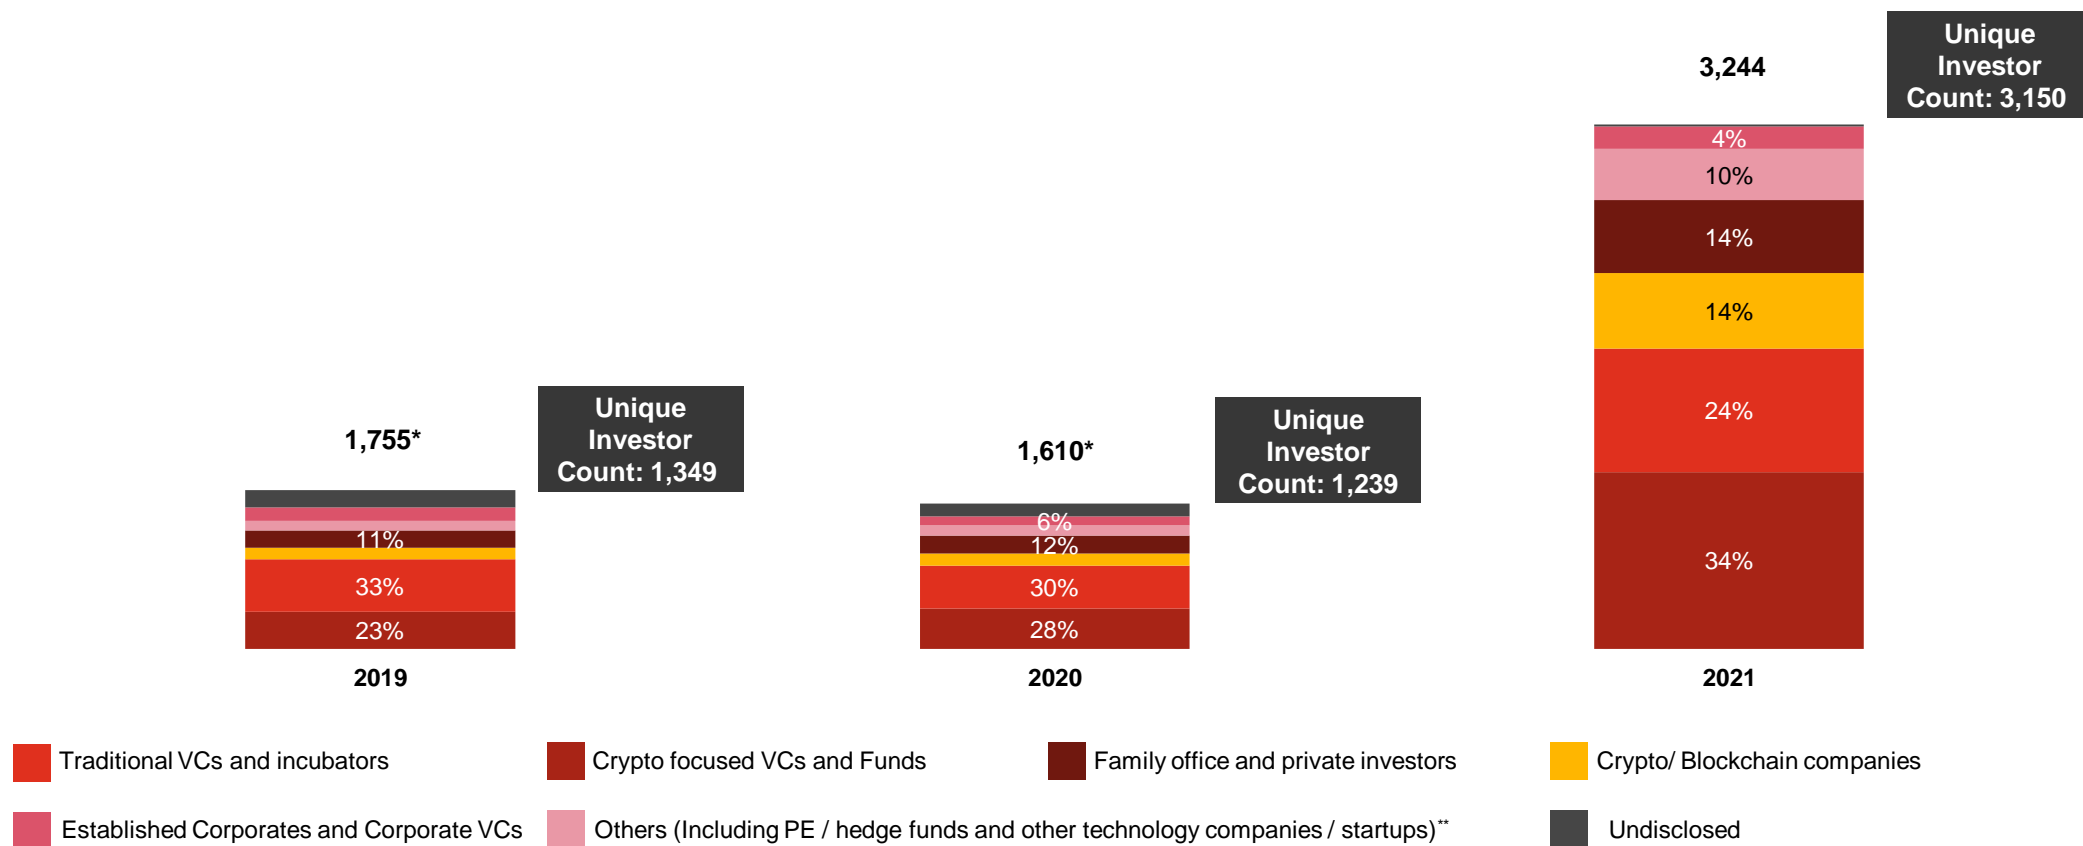 Unique
Investor
Count: 3,150
3,244
4%
10%
14%
14%
24%
34%
2021
Unique
Investor
Count: 1,349
1,755*
11%
33%
23%
2019
Unique
Investor
Count: 1,239
1,610*
6%
12%
30%
28%
2020
Traditional VCs and incubators
Crypto focused VCs and Funds
Family office and private investors
Crypto/ Blockchain companies
Established Corporates and Corporate VCs
Others (Including PE / hedge funds and other technology companies / startups)**
Undisclosed